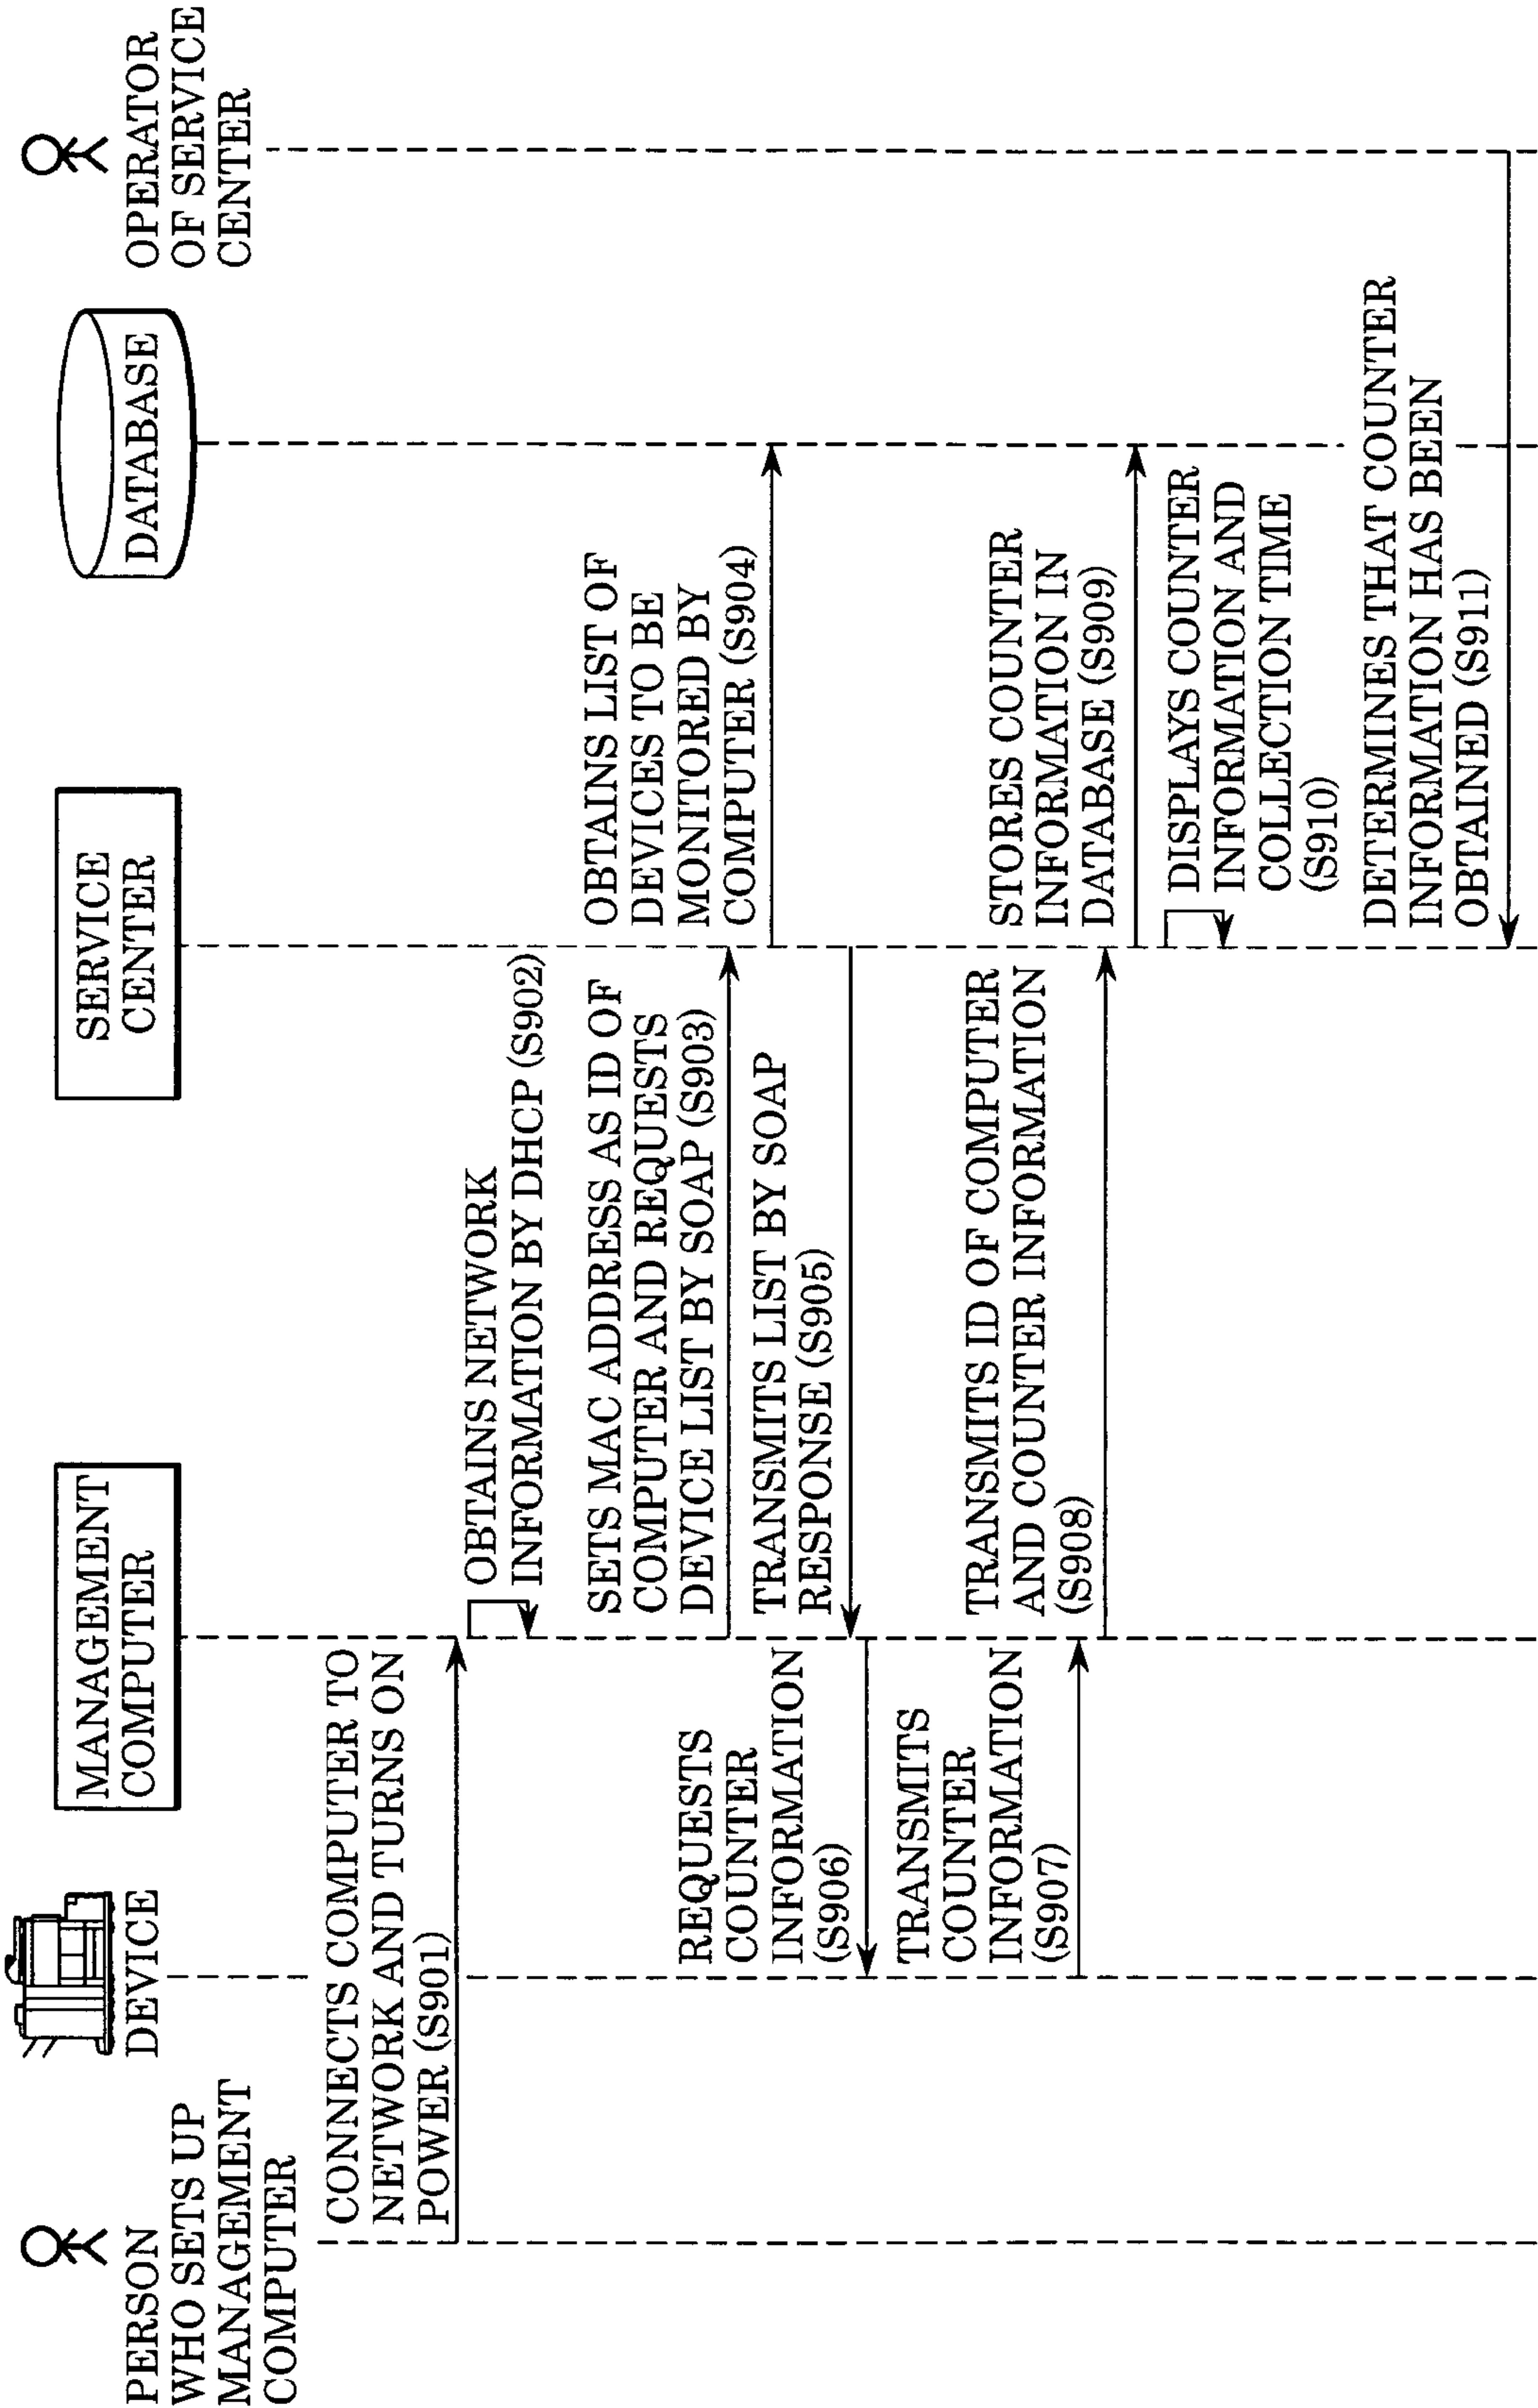 PERSON
WHO SETS UP
MANAGEMENT
COMPUTER
DEVICE
MANAGEMENT
COMPUTER
SERVICE
CENTER
DATABASE
OPERATOR
OF SERVICE
CENTER
CONNECTS COMPUTER TO
NETWORK AND TURNS ON
POWER (S901)
OBTAINS NETWORK
INFORMATION BY DHCP (S902)
SETS MAC ADDRESS AS ID OF
COMPUTER AND REQUESTS
DEVICE LIST BY SOAP (S903)
OBTAINS LIST OF
DEVICES TO BE
MONITORED BY
COMPUTER (S904)
TRANSMITS LIST BY SOAP
RESPONSE (S905)
REQUESTS
COUNTER
INFORMATION
(S906)
TRANSMITS
COUNTER
INFORMATION
(S907)
TRANSMITS ID OF COMPUTER
AND COUNTER INFORMATION
(S908)
STORES COUNTER
INFORMATION IN
DATABASE (S909)
DISPLAYS COUNTER
INFORMATION AND
COLLECTION TIME
(S910)
DETERMINES THAT COUNTER
INFORMATION HAS BEEN
OBTAINED (S911)